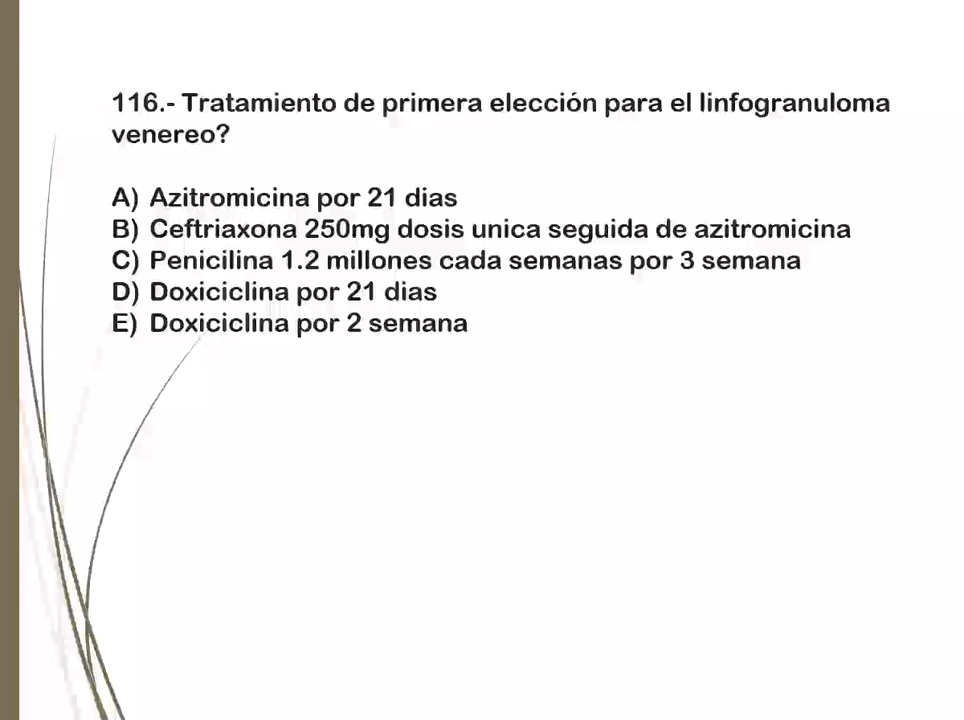 116.- Tratamiento de primera elección para el linfogranuloma
venereo?
A) Azitromicina por 21 dias
B) Ceftriaxona 250mg dosis unica seguida de azitromicina
C) Penicilina 1.2 millones cada semanas por 3 semana
D) Doxiciclina por 21 dias
E) Doxiciclina por 2 semana